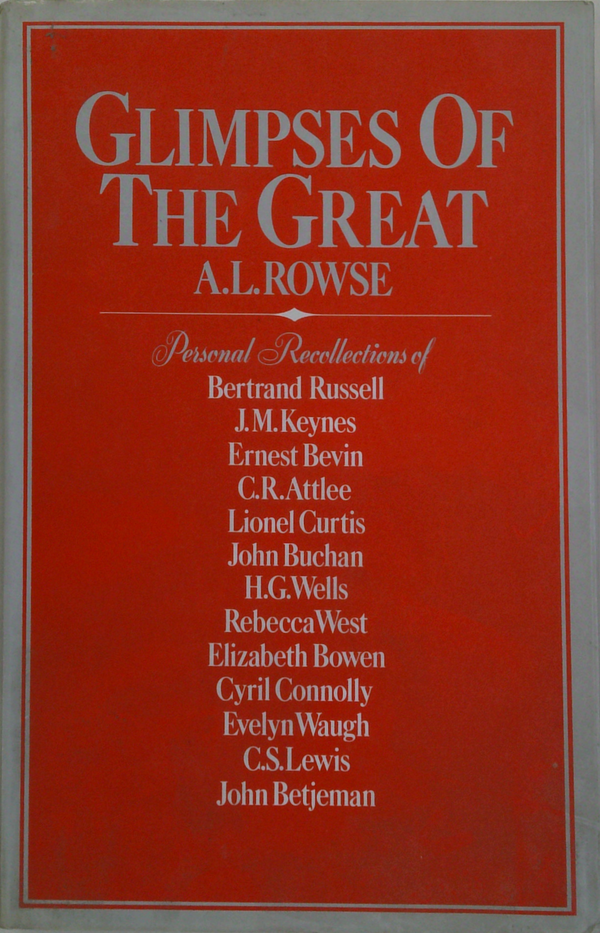 GLIMPSES OF
THE GREAT
A.L.ROWSE
Personal Recollections of
Bertrand Russell
J.M.Keynes
Ernest Bevin
C.R.Attlee
Lionel Curtis
John Buchan
H.G.Wells
Rebecca West
Elizabeth Bowen
Cyril Connolly
Evelyn Waugh
C.S.Lewis
John Betjeman